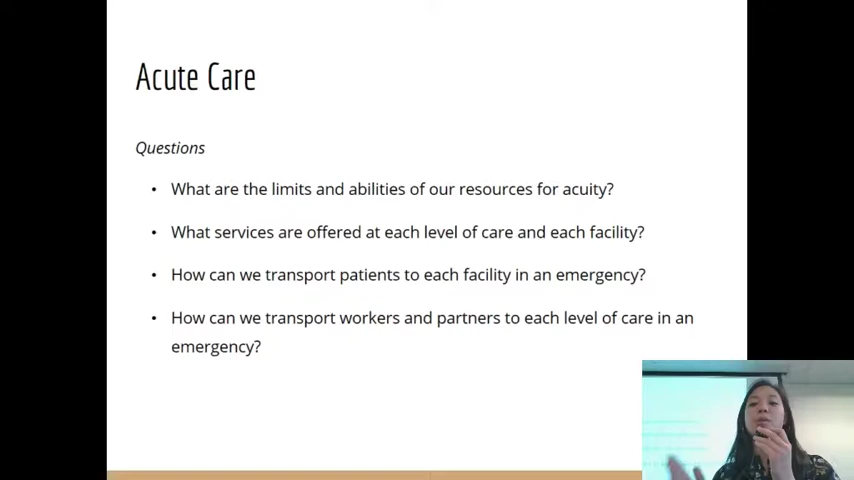 Acute Care
Questions
• What are the limits and abilities of our resources for acuity?
• What services are offered at each level of care and each facility?
• How can we transport patients to each facility in an emergency?
• How can we transport workers and partners to each level of care in an
emergency?